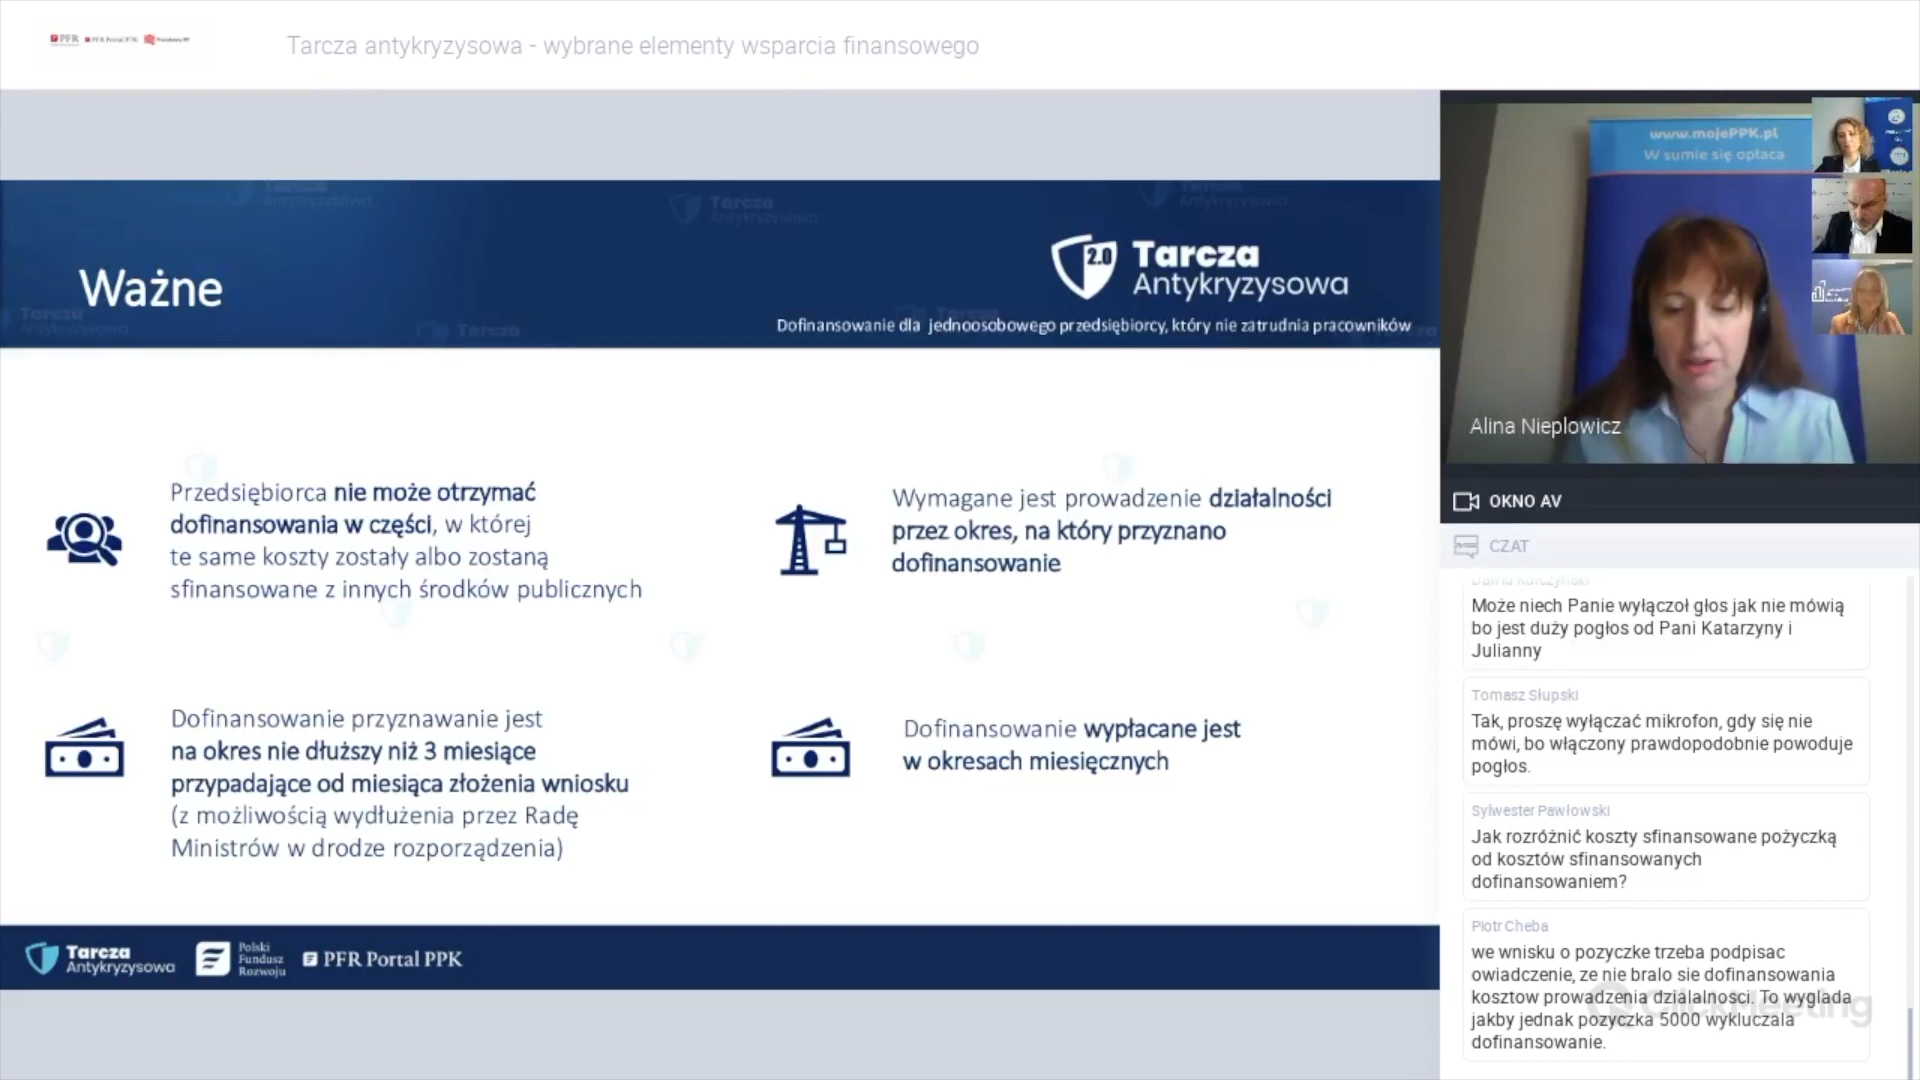 PFR
PFR Portal PPK
Tarcza antykryzysowa - wybrane elementy wsparcia finansowego
Ważne
2.0 Tarcza
Antykryzysowa
Dofinansowanie dla jednoosobowego przedsiębiorcy, który nie zatrudnia pracowników
Przedsiębiorca nie może otrzymać
dofinansowania w części, w której
te same koszty zostały albo zostaną
sfinansowane z innych środków publicznych
Wymagane jest prowadzenie działalności
przez okres, na który przyznano
dofinansowanie
Dofinansowanie przyznawanie jest
na okres nie dłuższy niż 3 miesiące
przypadające od miesiąca złożenia wniosku
(z możliwością wydłużenia przez Radę
Ministrów w drodze rozporządzenia)
Dofinansowanie wypłacane jest
w okresach miesięcznych
Tarcza
Antykryzysowa
Polski
Fundusz
Rozwoju
PFR Portal PPK
www.mojePPK.pl
W sumie się opłaca
Alina Nieplowicz
OKNO AV
CZAT
Może niech Panie wyłączoł głos jak nie mówią
bo jest duży pogłos od Pani Katarzyny i
Julianny
Tomasz Słupski
Tak, proszę wyłączać mikrofon, gdy się nie
mówi, bo włączony prawdopodobnie powoduje
pogłos.
Sylwester Pawłowski
Jak rozróżnić koszty sfinansowane pożyczką
od kosztów sfinansowanych
dofinansowaniem?
Piotr Cheba
we wnisku o pozyczke trzeba podpisac
owiadczenie, ze nie bralo sie dofinansowania
kosztow prowadzenia dzialalnosci. To wyglada
jakby jednak pozyczka 5000 wykluczala
dofinansowanie.
ClickMeeting